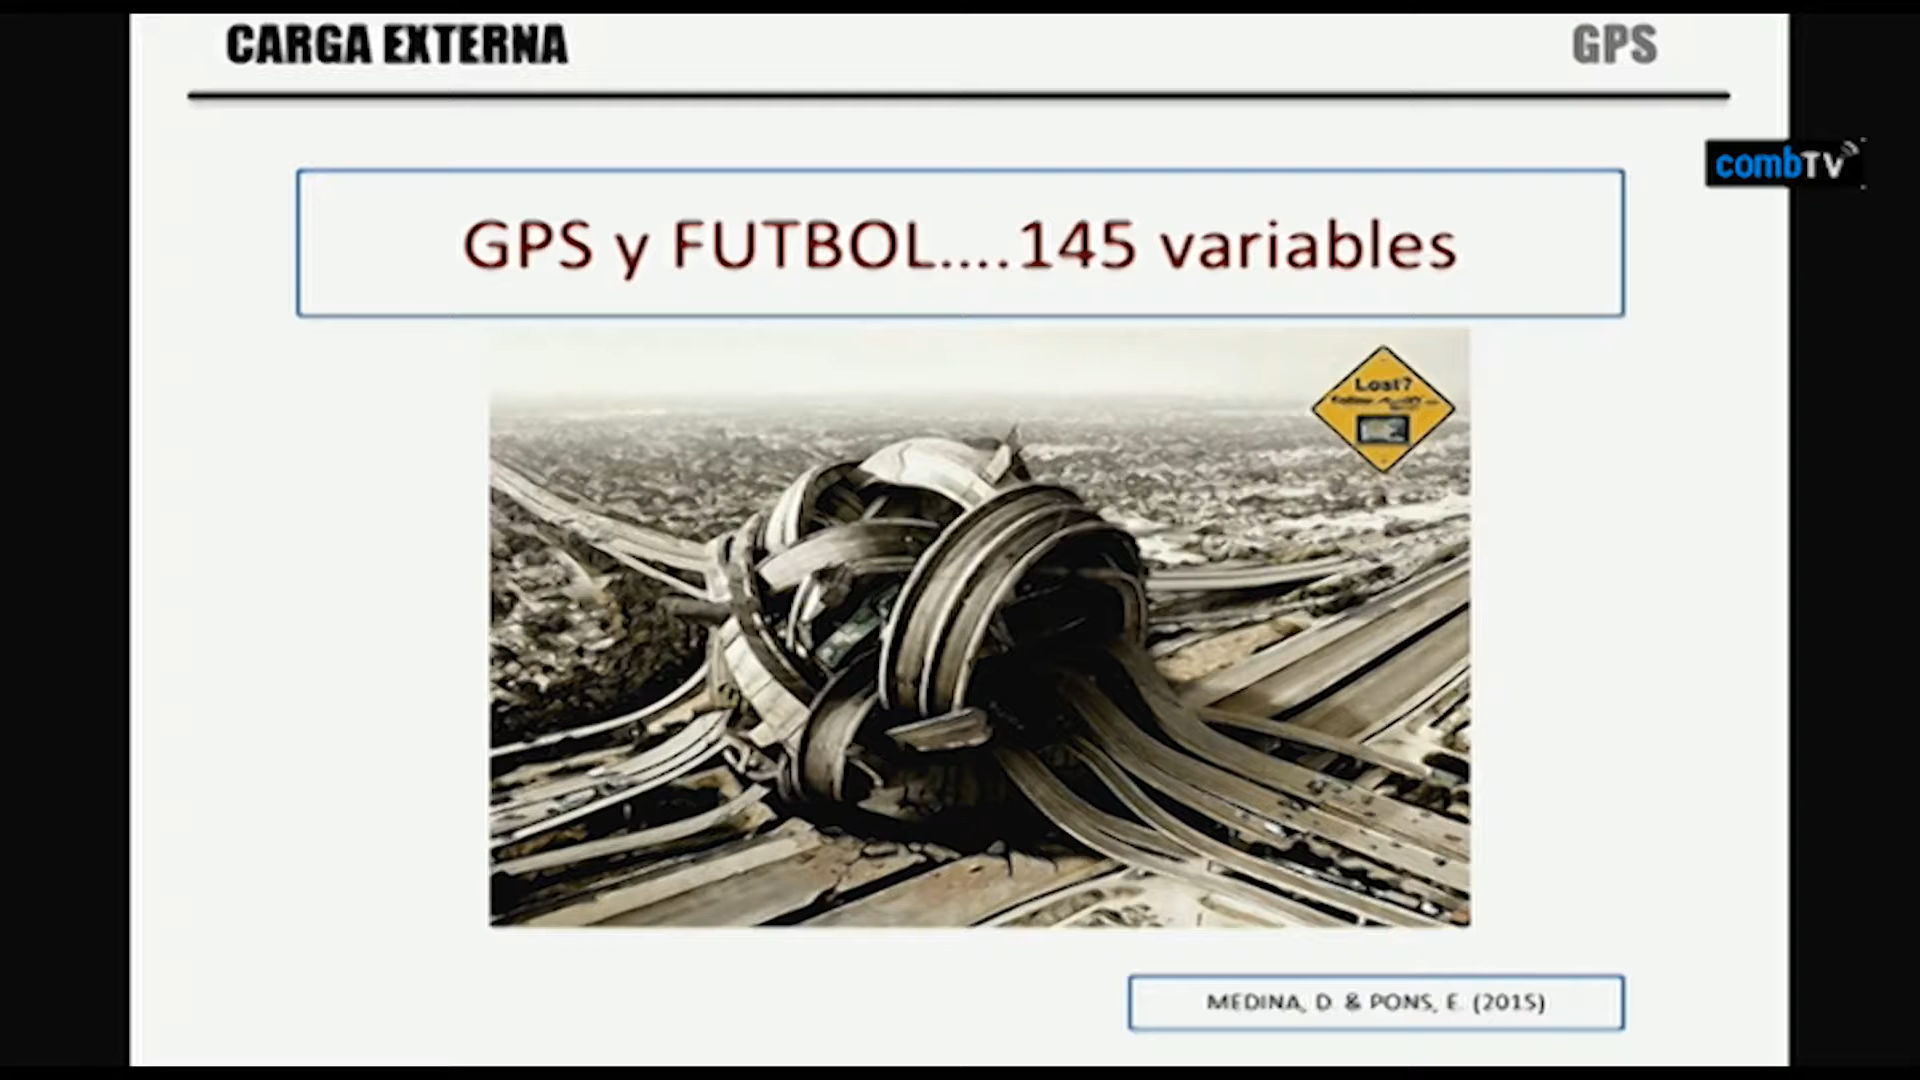 CARGA EXTERNA
GPS
combTV
GPS y FUTBOL....145 variables
Lost?
MEDINA, D. & PONS, E. (2015)